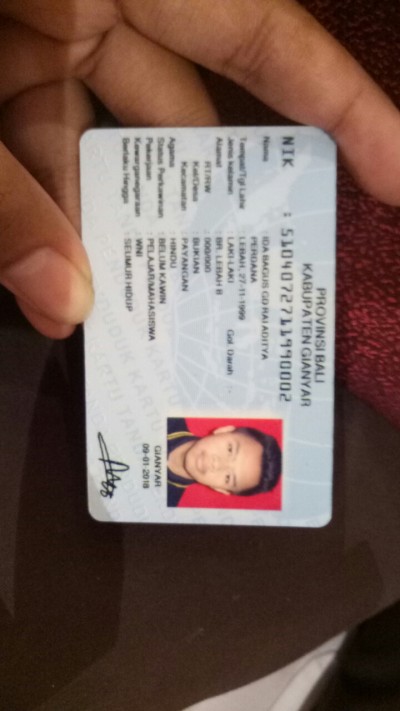 PROVINSI BALI
KABUPATEN GIANYAR
NIK : 5104072711990002
Nama : IDA BAGUS GD RAI ADITYA
PERDANA
Tempat/Tgl Lahir : LEBAH, 27-11-1999
Jenis kelamin : LAKI-LAKI Gol. Darah : -
Alamat : BR. LEBAH B
RT/RW : 000/000
Kel/Desa : BUKIAN
Kecamatan : PAYANGAN
Agama : HINDU
Status Perkawinan : BELUM KAWIN
Pekerjaan : PELAJAR/MAHASISWA
Kewarganegaraan : WNI
Berlaku Hingga : SEUMUR HIDUP
GIANYAR
09-01-2018